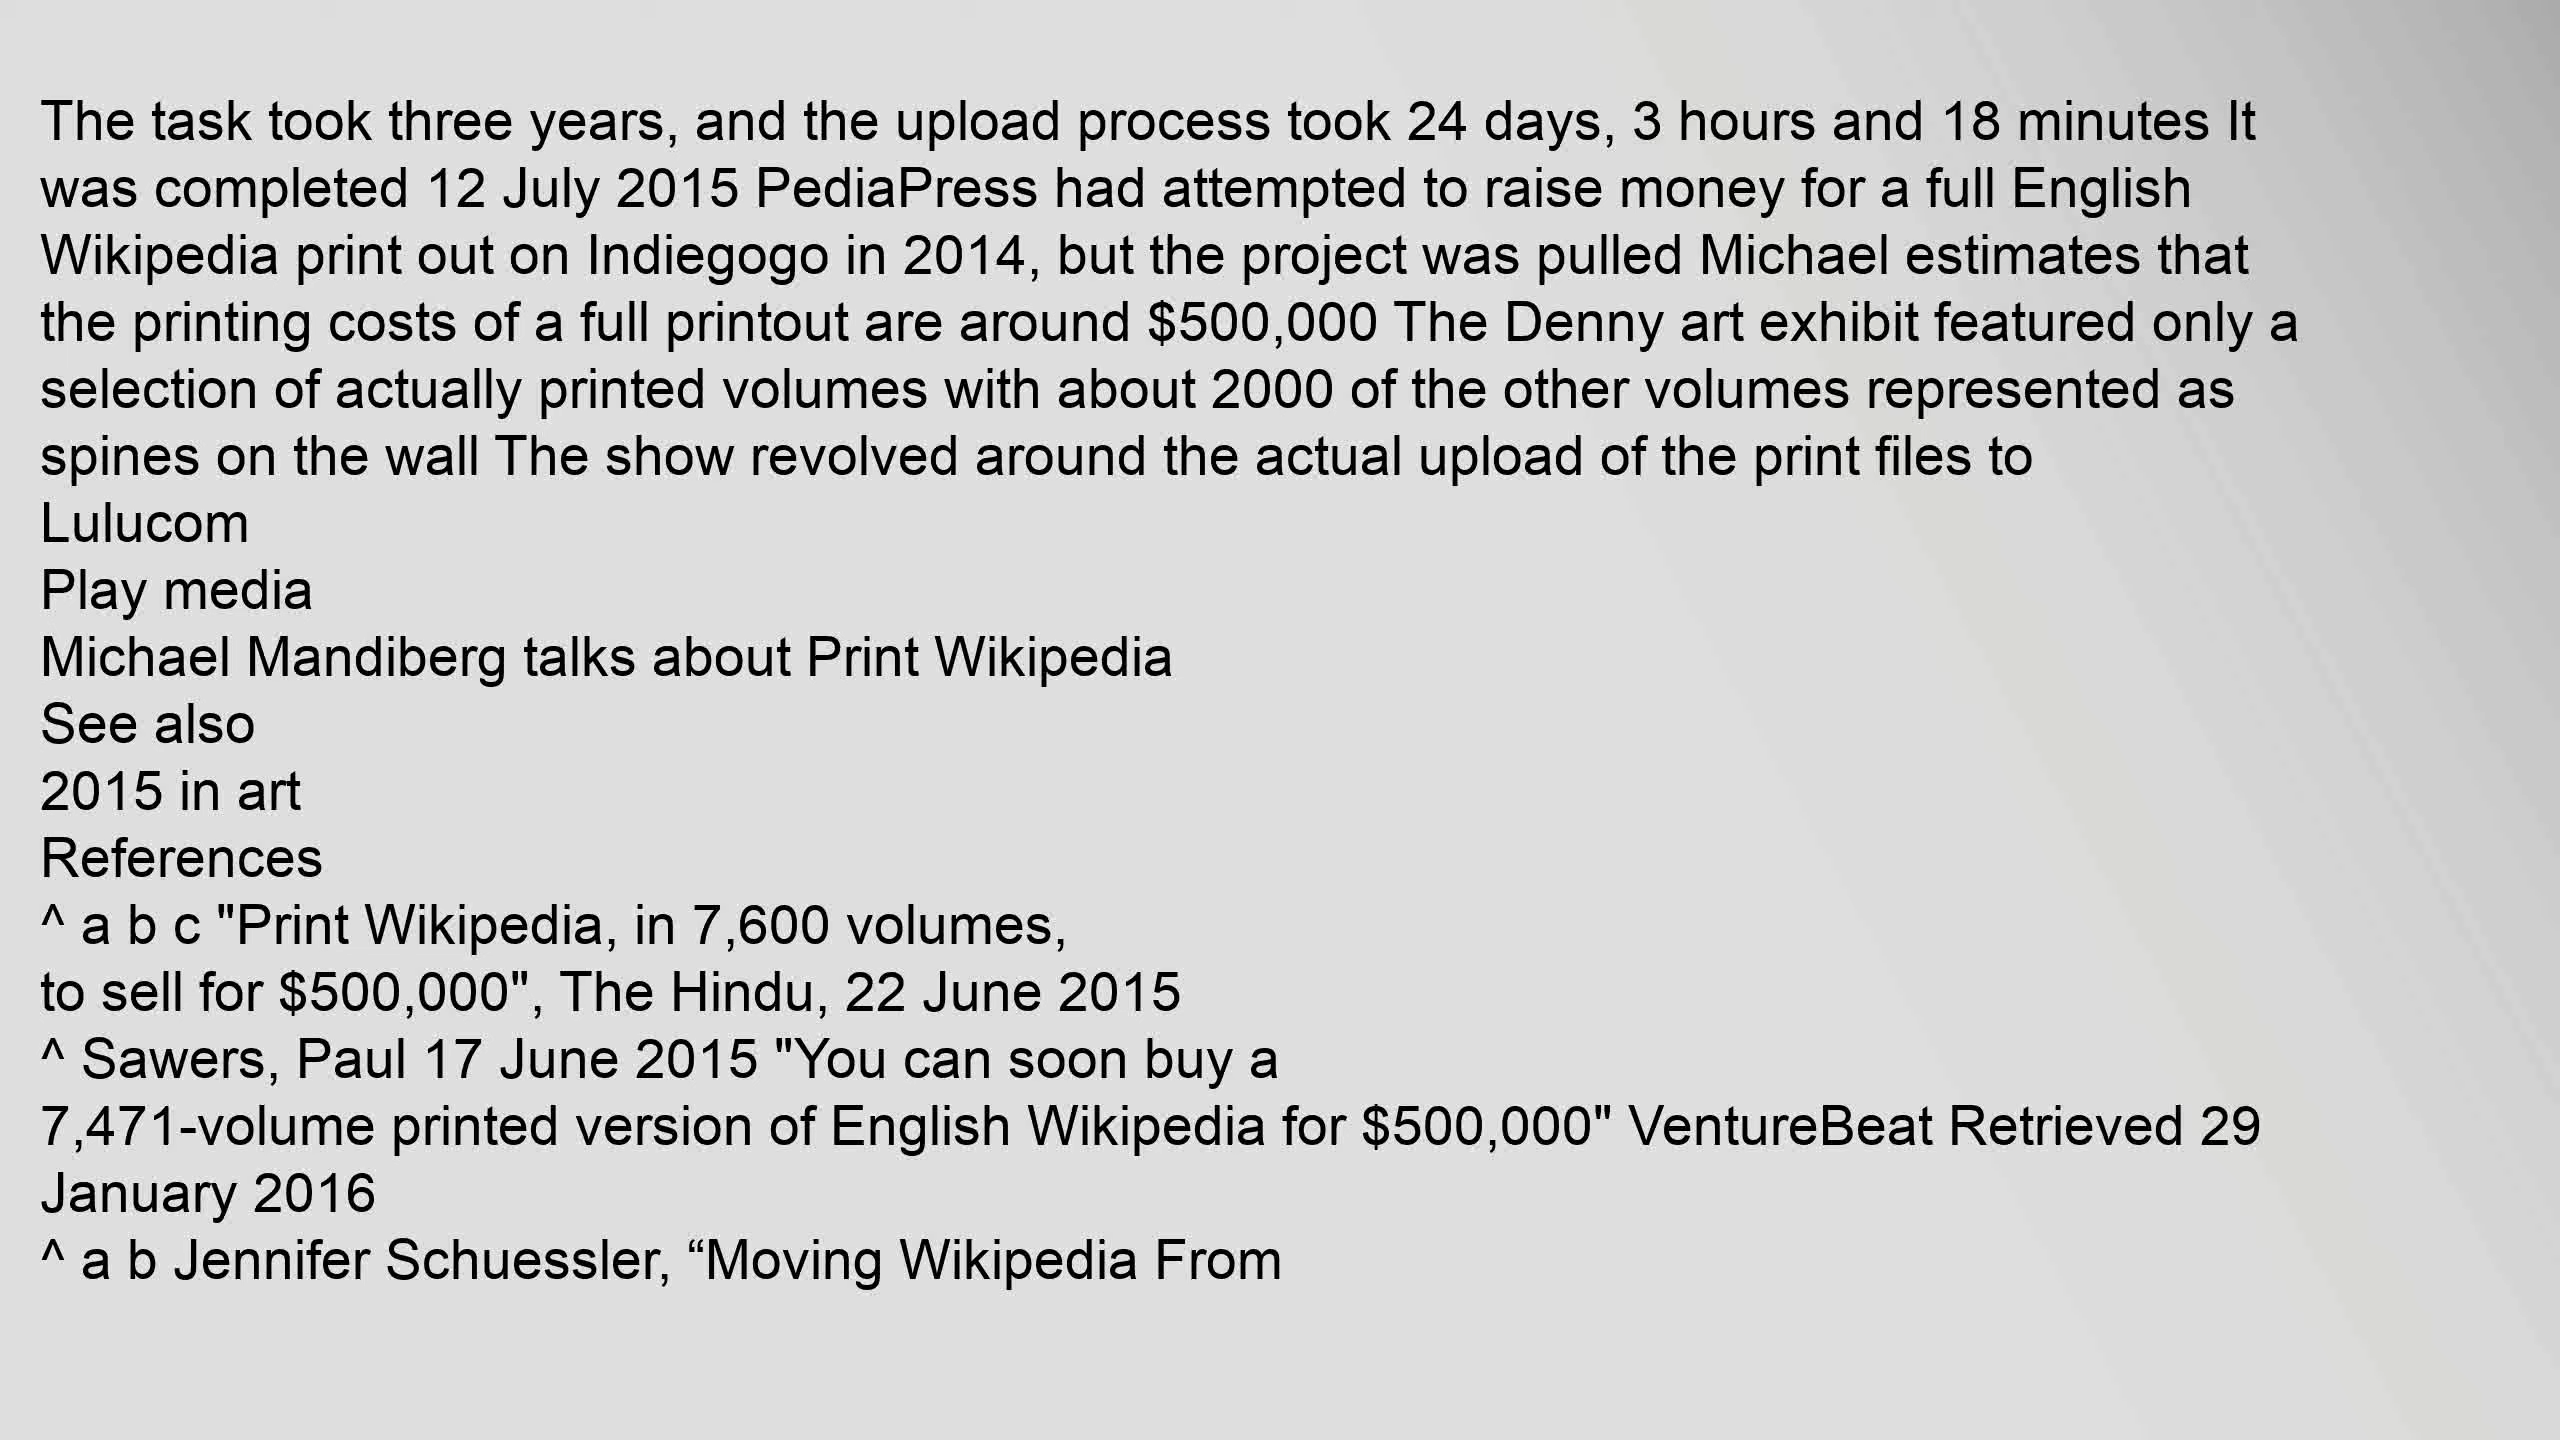 The task took three years, and the upload process took 24 days, 3 hours and 18 minutes It
was completed 12 July 2015 PediaPress had attempted to raise money for a full English
Wikipedia print out on Indiegogo in 2014, but the project was pulled Michael estimates that
the printing costs of a full printout are around $500,000 The Denny art exhibit featured only a
selection of actually printed volumes with about 2000 of the other volumes represented as
spines on the wall The show revolved around the actual upload of the print files to
Lulucom
Play media
Michael Mandiberg talks about Print Wikipedia
See also
2015 in art
References
^ a b c "Print Wikipedia, in 7,600 volumes,
to sell for $500,000", The Hindu, 22 June 2015
^ Sawers, Paul 17 June 2015 "You can soon buy a
7,471-volume printed version of English Wikipedia for $500,000" VentureBeat Retrieved 29
January 2016
^ a b Jennifer Schuessler, “Moving Wikipedia From